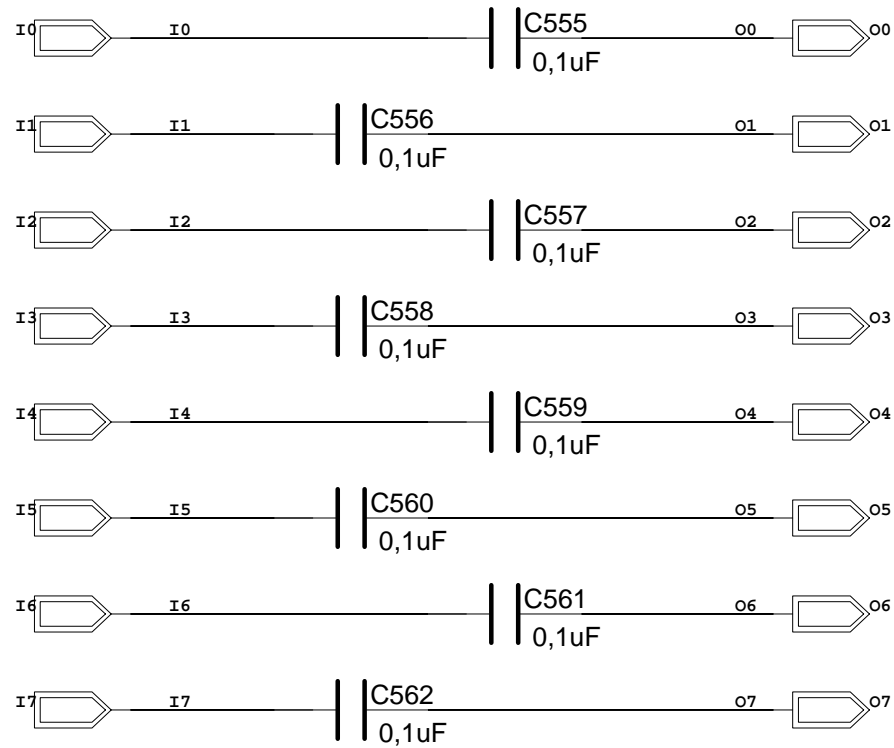 I0 I0 C555 O0 O0
0,1uF
I1 I1 C556 O1 O1
0,1uF
I2 I2 C557 O2 O2
0,1uF
I3 I3 C558 O3 O3
0,1uF
I4 I4 C559 O4 O4
0,1uF
I5 I5 C560 O5 O5
0,1uF
I6 I6 C561 O6 O6
0,1uF
I7 I7 C562 O7 O7
0,1uF